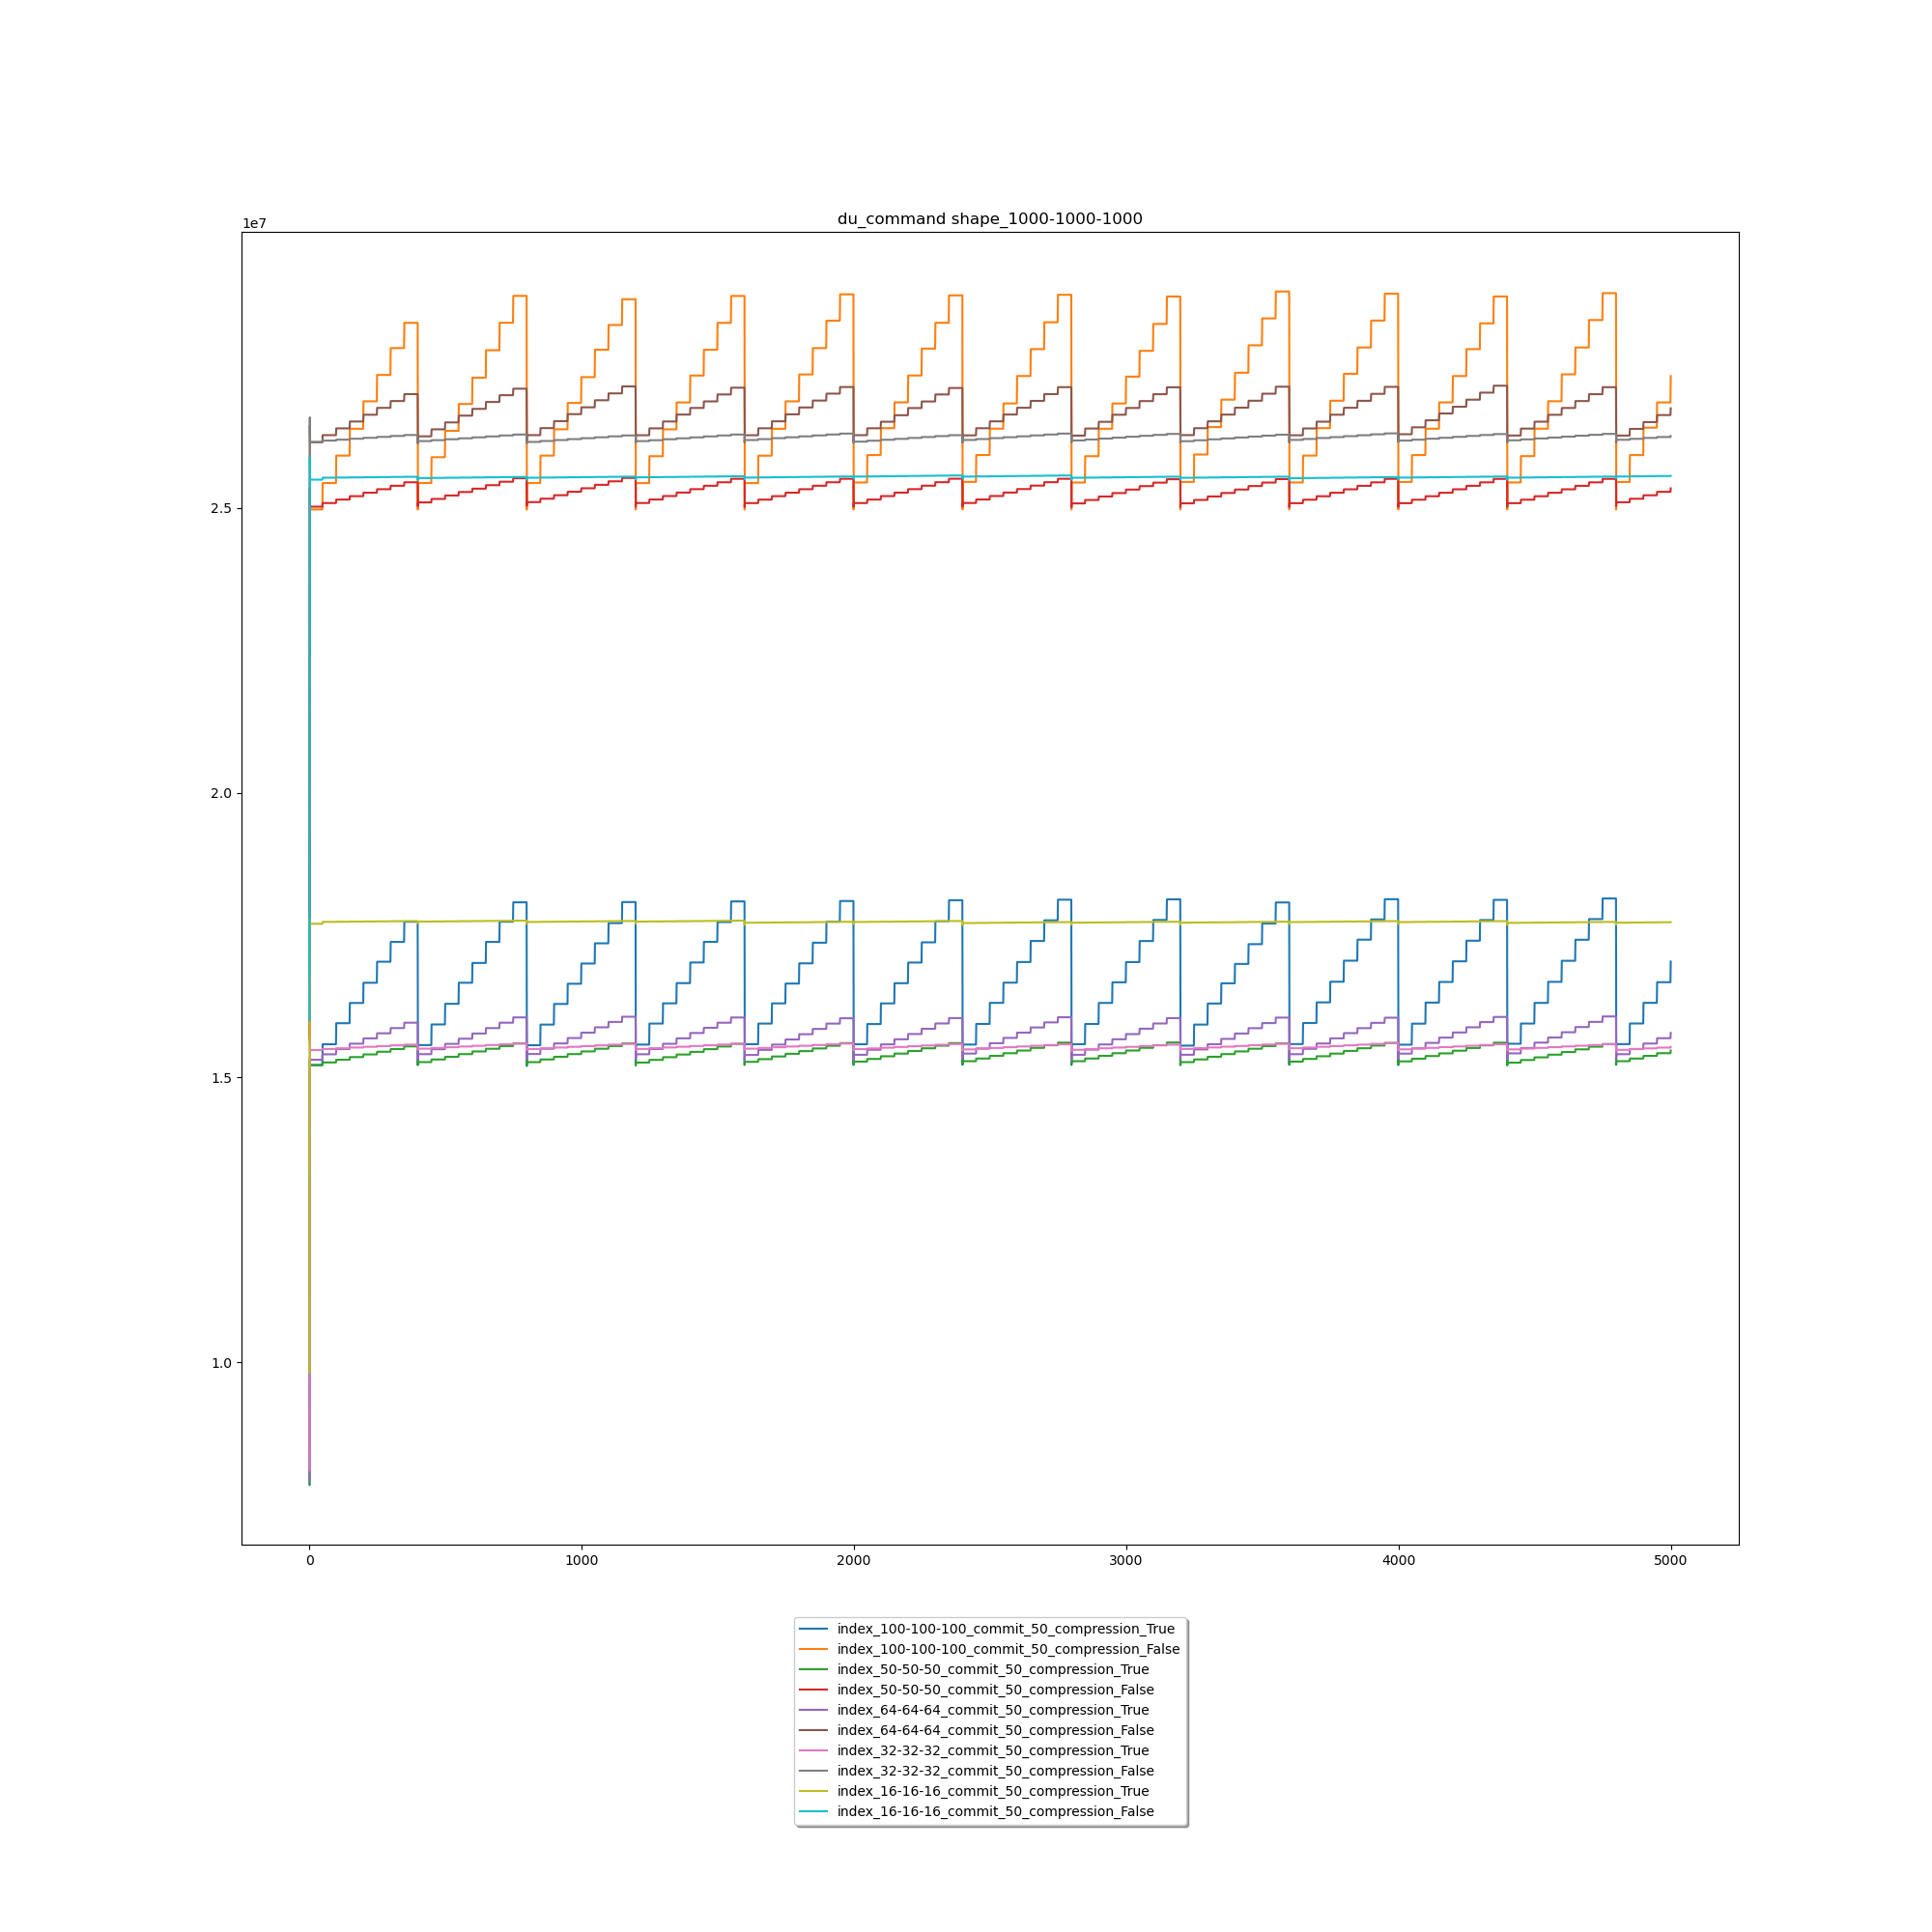 du_command shape_1000-1000-1000
1e7
2.5
2.0
1.5
1.0
0 1000 2000 3000 4000 5000
index_100-100-100_commit_50_compression_True
index_100-100-100_commit_50_compression_False
index_50-50-50_commit_50_compression_True
index_50-50-50_commit_50_compression_False
index_64-64-64_commit_50_compression_True
index_64-64-64_commit_50_compression_False
index_32-32-32_commit_50_compression_True
index_32-32-32_commit_50_compression_False
index_16-16-16_commit_50_compression_True
index_16-16-16_commit_50_compression_False